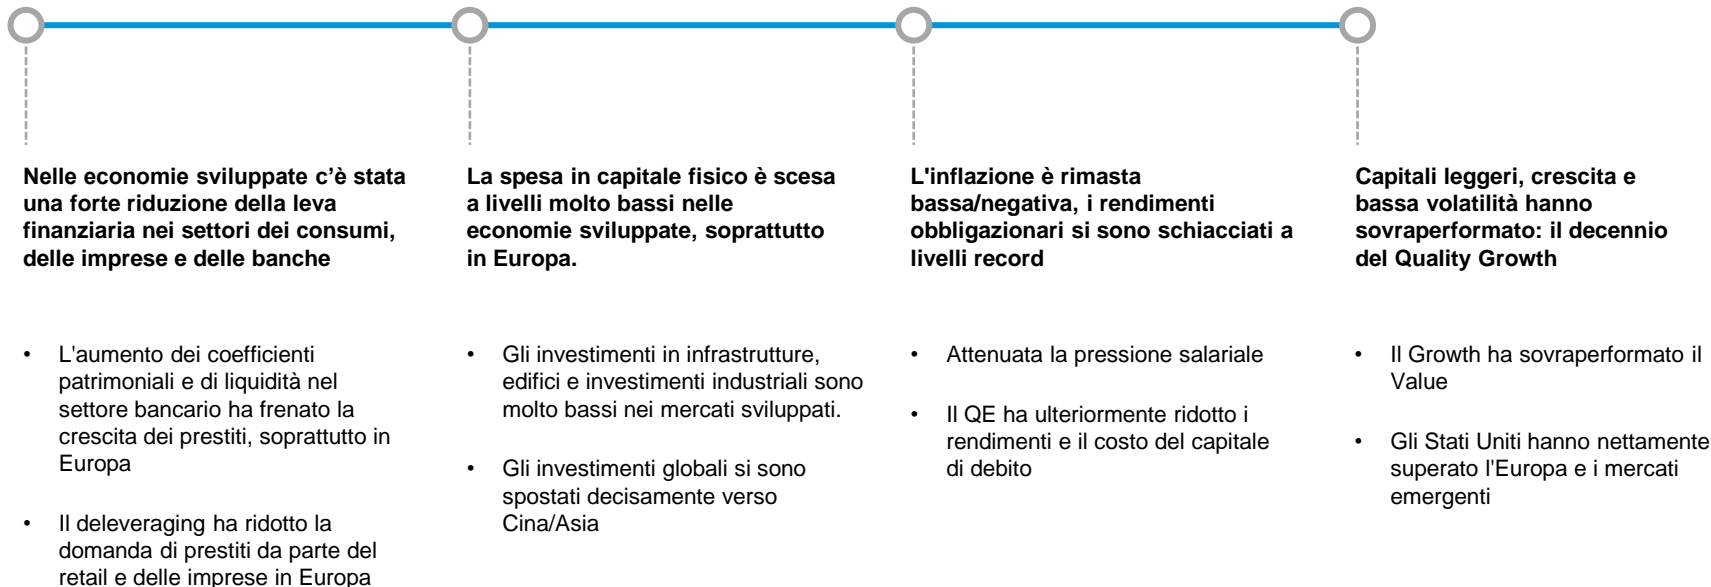 Nelle economie sviluppate c’è stata
una forte riduzione della leva
finanziaria nei settori dei consumi,
delle imprese e delle banche
• L'aumento dei coefficienti
patrimoniali e di liquidità nel
settore bancario ha frenato la
crescita dei prestiti, soprattutto in
Europa
• Il deleveraging ha ridotto la
domanda di prestiti da parte del
retail e delle imprese in Europa
La spesa in capitale fisico è scesa
a livelli molto bassi nelle
economie sviluppate, soprattutto
in Europa.
• Gli investimenti in infrastrutture,
edifici e investimenti industriali sono
molto bassi nei mercati sviluppati.
• Gli investimenti globali si sono
spostati decisamente verso
Cina/Asia
L'inflazione è rimasta
bassa/negativa, i rendimenti
obbligazionari si sono schiacciati a
livelli record
• Attenuata la pressione salariale
• Il QE ha ulteriormente ridotto i
rendimenti e il costo del capitale
di debito
Capitali leggeri, crescita e
bassa volatilità hanno
sovraperformato: il decennio
del Quality Growth
• Il Growth ha sovraperformato il
Value
• Gli Stati Uniti hanno nettamente
superato l'Europa e i mercati
emergenti